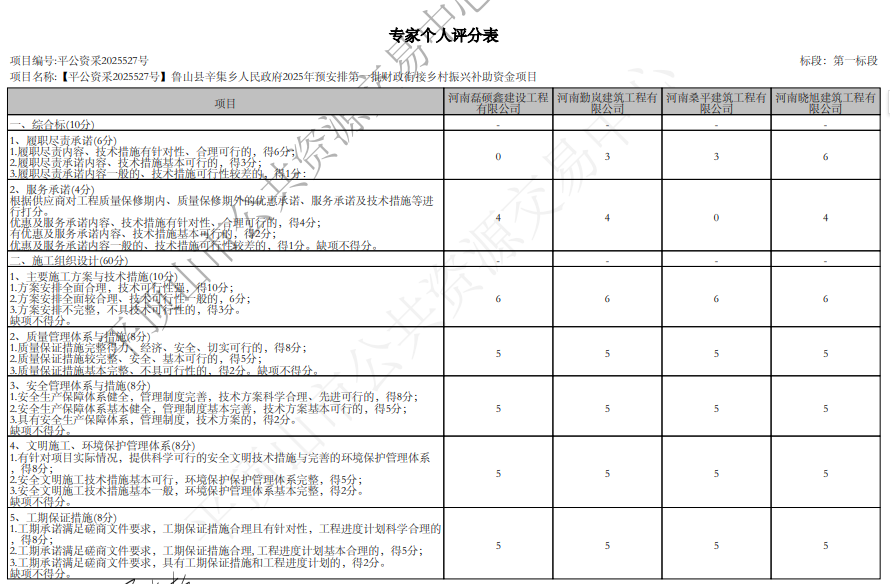 专家个人评分表
项目编号:平公资采2025527号
标段：第一标段
项目名称:【平公资采2025527号】鲁山县辛集乡人民政府2025年预安排第一批财政衔接乡村振兴补助资金项目
项目 河南磊硕鑫建设工程有限公司 河南勤岚建筑工程有限公司 河南桑平建筑工程有限公司 河南晓旭建筑工程有限公司
一、综合标(10分) - - - -
1、履职尽责承诺(6分)
1.履职尽责内容、技术措施有针对性、合理可行的，得6分；
2.履职尽责承诺内容、技术措施基本可行的，得3分；
3.履职尽责承诺内容一般的、技术措施可行性较差的，得1分：
0 3 3 6
2、服务承诺(4分)
根据供应商对工程质量保修期内、质量保修期外的优惠承诺、服务承诺及技术措施等进
行打分。
优惠及服务承诺内容、技术措施有针对性、合理可行的，得4分；
有优惠及服务承诺内容、技术措施基本可行的，得2分；
优惠及服务承诺内容一般的、技术措施可行性较差的，得1分。缺项不得分。
4 4 0 4
二、施工组织设计(60分) - - - -
1、主要施工方案与技术措施(10分)
1.方案安排全面合理，技术可行性强，得10分；
2.方案安排全面较合理、技术可行性一般的，6分；
3.方案安排不完整，不具技术可行性的，得3分。
缺项不得分。
6 6 6 6
2、质量管理体系与措施(8分)
1.质量保证措施完整得力、经济、安全、切实可行的，得8分；
2.质量保证措施较完整、安全、基本可行的，得5分；
3.质量保证措施基本完整、不具可行性的，得2分。缺项不得分。
5 5 5 5
3、安全管理体系与措施(8分)
1.安全生产保障体系健全，管理制度完善，技术方案科学合理、先进可行的，得8分；
2.安全生产保障体系基本健全，管理制度基本完善，技术方案基本可行的，得5分；
3.具有安全生产保障体系，管理制度，技术方案的，得2分。
缺项不得分。
5 5 5 5
4、文明施工、环境保护管理体系(8分)
1.有针对项目实际情况，提供科学可行的安全文明技术措施与完善的环境保护管理体系
，得8分；
2.安全文明施工技术措施基本可行，环境保护保护管理体系完整，得5分；
3.安全文明施工技术措施基本一般，环境保护管理体系基本完整，得2分。
缺项不得分。
5 5 5 5
5、工期保证措施(8分)
1.工期承诺满足磋商文件要求，工期保证措施合理且有针对性，工程进度计划科学合理的
，得8分；
2.工期承诺满足磋商文件要求，工期保证措施合理,工程进度计划基本合理的，得5分；
3.工期承诺满足磋商文件要求，具有工期保证措施和工程进度计划的，得2分。
缺项不得分。
5 5 5 5
平顶山市公共资源交易中心
平顶山市公共资源交易中心